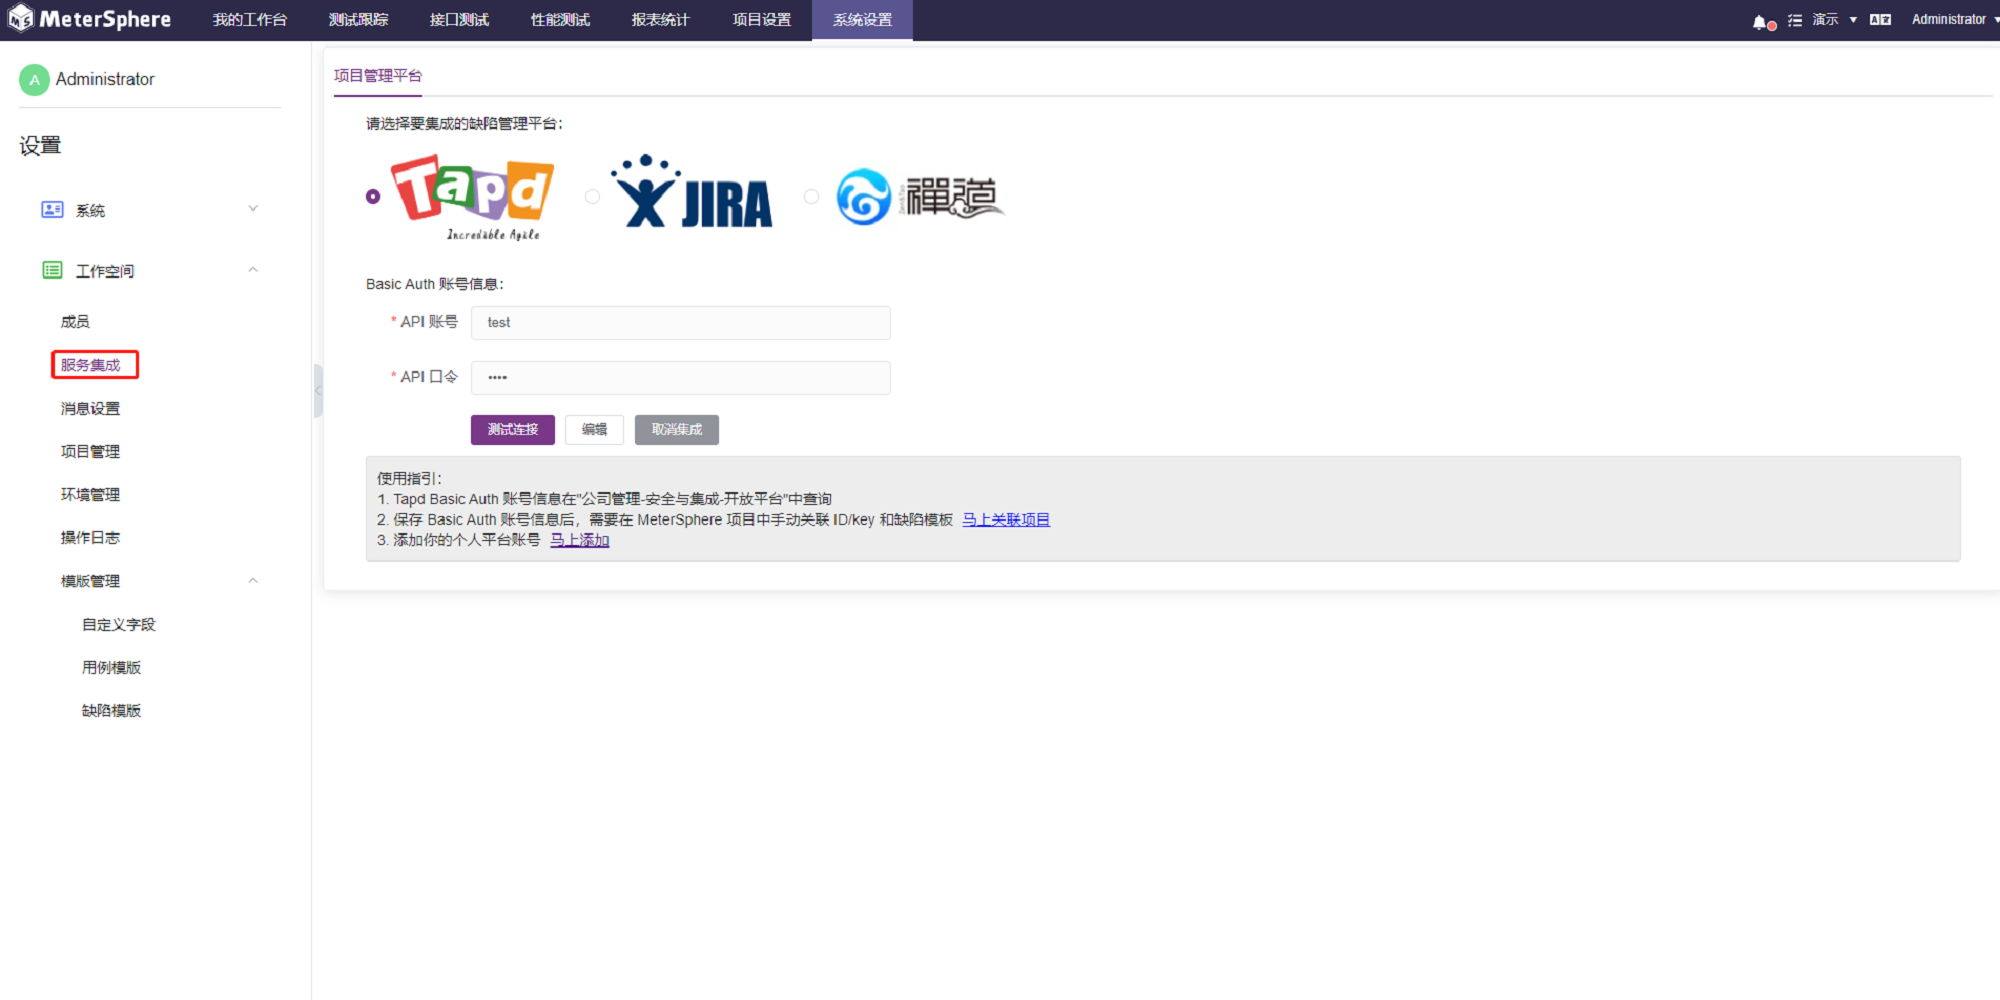 MeterSphere 我的工作台 测试跟踪 接口测试 性能测试 报表统计 项目设置 系统设置 演示 Administrator
A Administrator
设置
系统
工作空间
成员
服务集成
消息设置
项目管理
环境管理
操作日志
模版管理
自定义字段
用例模版
缺陷模版
项目管理平台
请选择要集成的缺陷管理平台：
Tapd
Incredible Agile
JIRA
禪道
Basic Auth 账号信息：
* API 账号 test
* API 口令 ••••
测试连接 编辑 取消集成
使用指引：
1. Tapd Basic Auth 账号信息在"公司管理-安全与集成-开放平台"中查询
2. 保存 Basic Auth 账号信息后，需要在 MeterSphere 项目中手动关联 ID/key 和缺陷模板 马上关联项目
3. 添加你的个人平台账号 马上添加